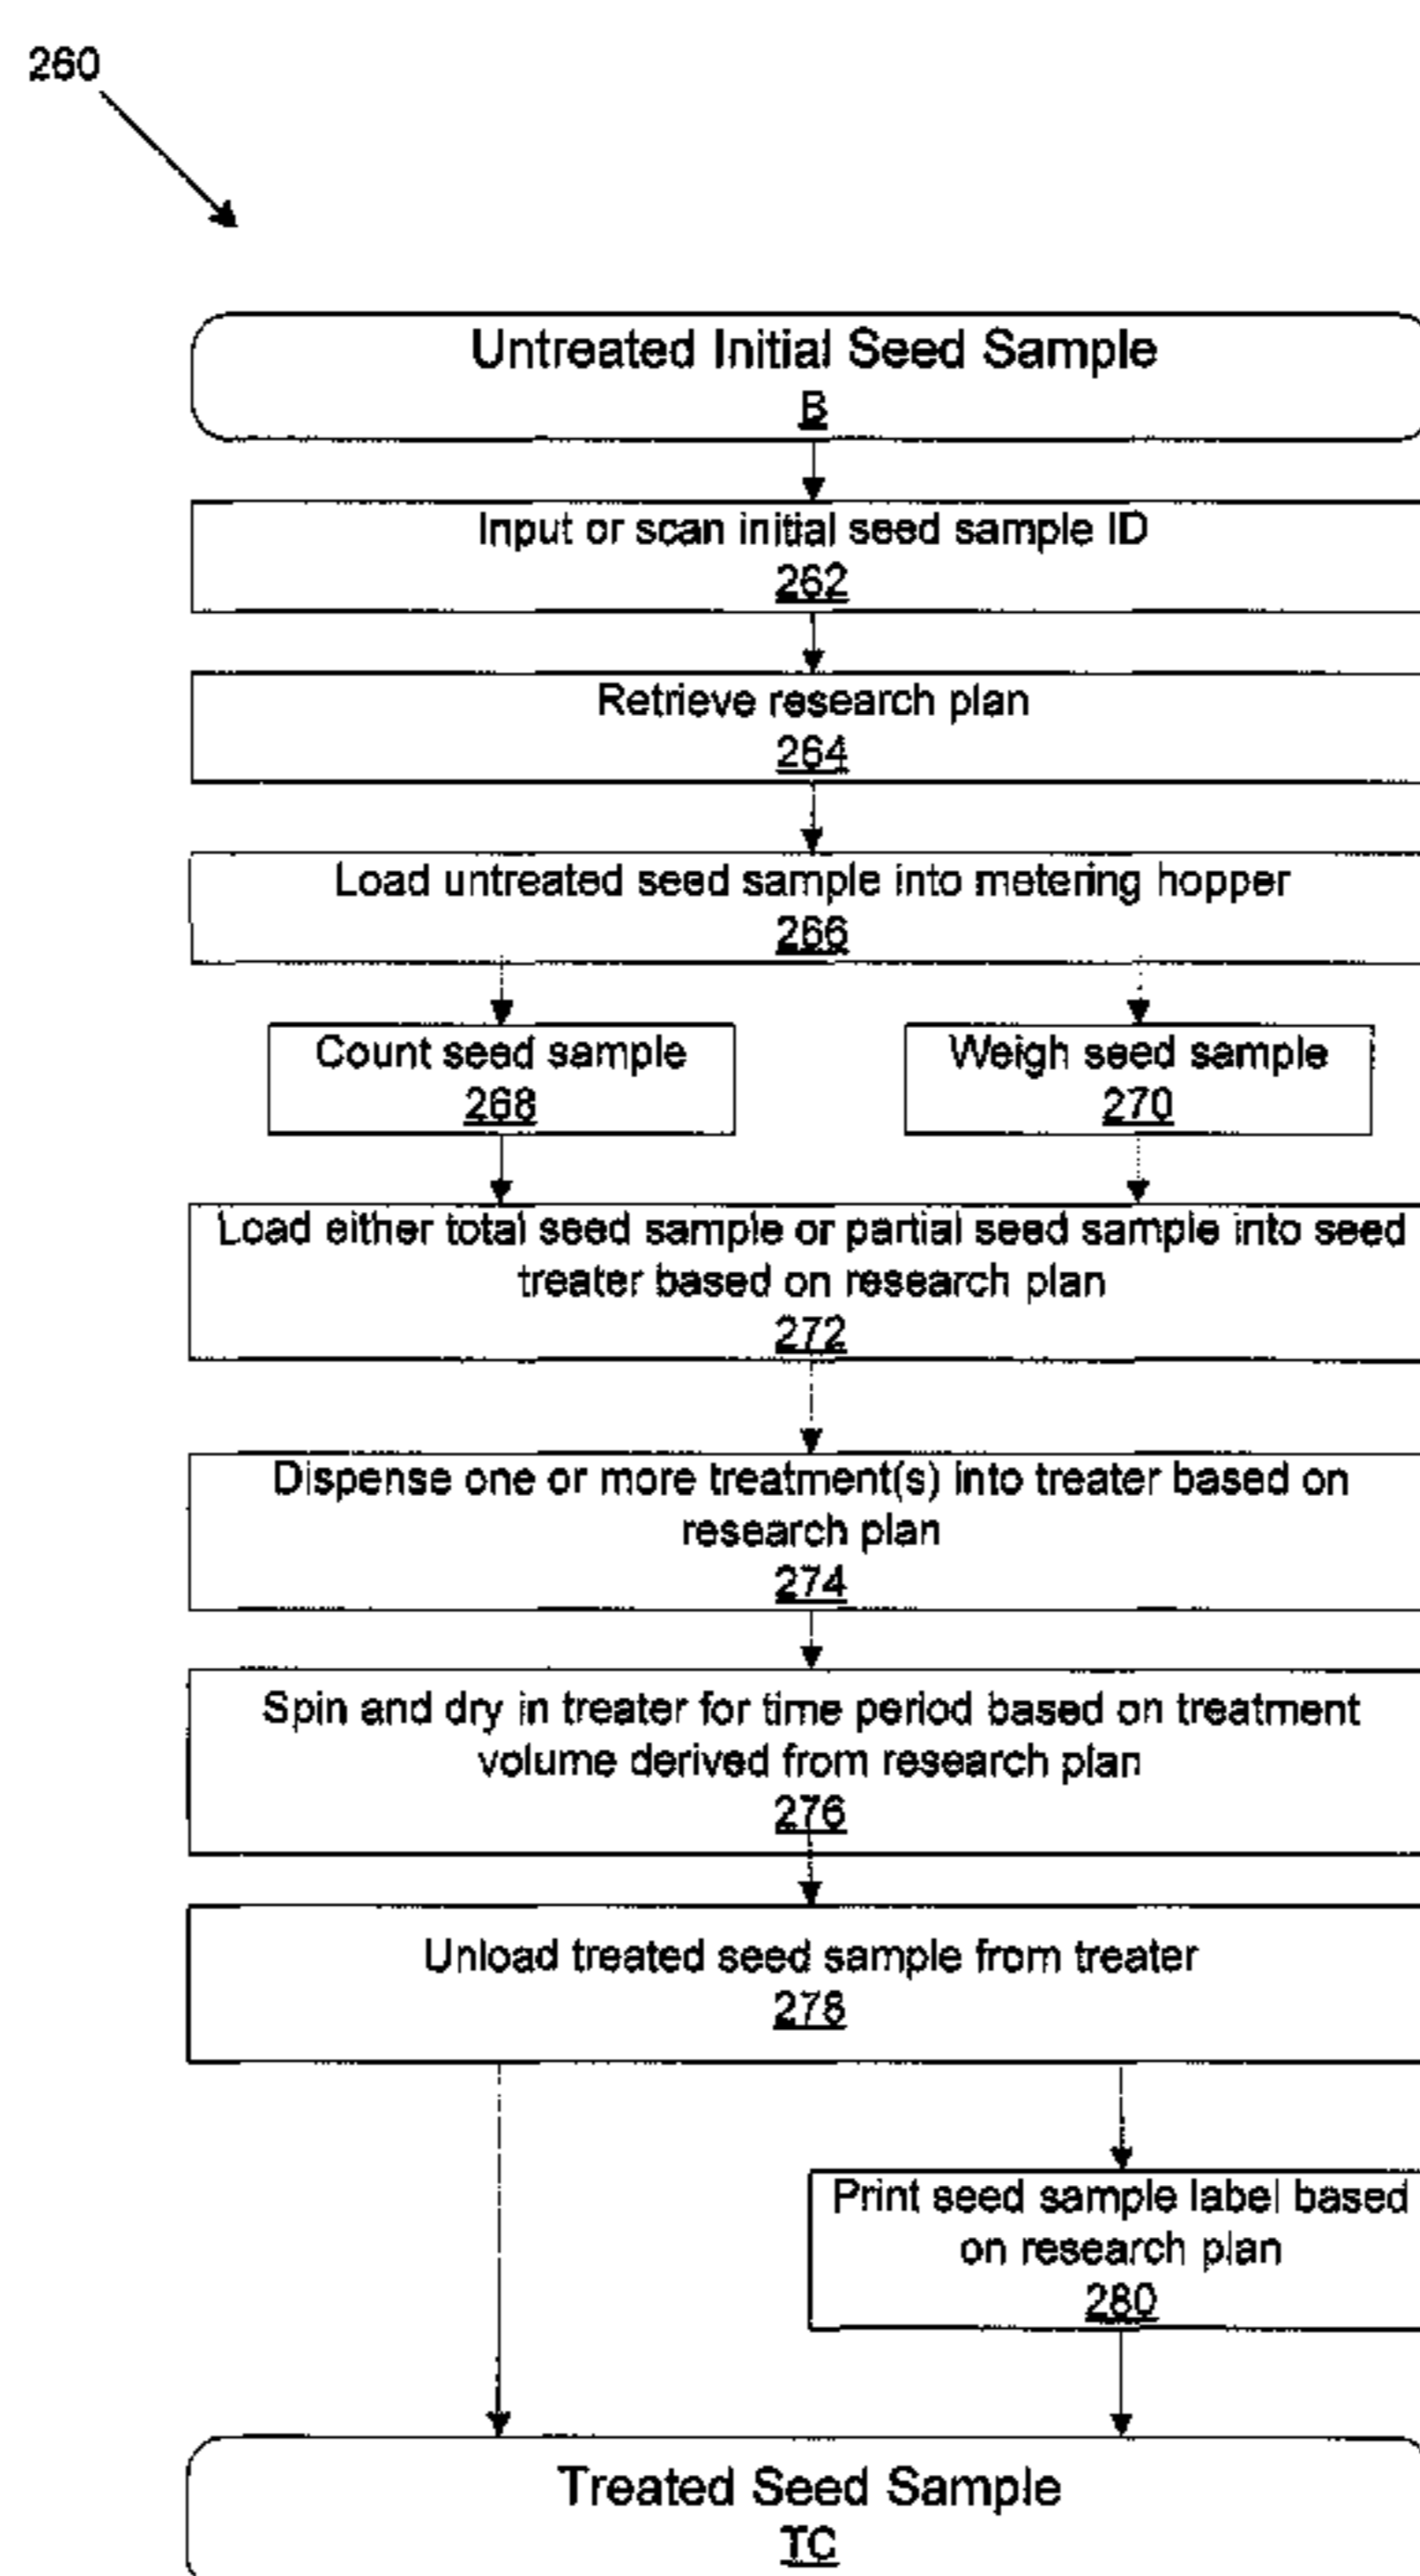 260
Untreated Initial Seed Sample
B
Input or scan initial seed sample ID
262
Retrieve research plan
264
Load untreated seed sample into metering hopper
266
Count seed sample
268
Weigh seed sample
270
Load either total seed sample or partial seed sample into seed
treater based on research plan
272
Dispense one or more treatment(s) into treater based on
research plan
274
Spin and dry in treater for time period based on treatment
volume derived from research plan
276
Unload treated seed sample from treater
278
Print seed sample label based
on research plan
280
Treated Seed Sample
TC